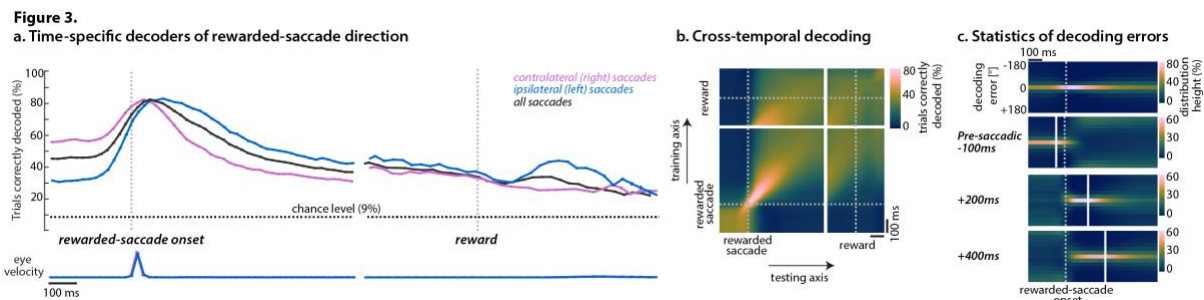 Figure 3.
a. Time-specific decoders of rewarded-saccade direction
Trials correctly decoded (%)
100
80
60
40
20
contralateral (right) saccades
ipsilateral (left) saccades
all saccades
chance level (9%)
rewarded-saccade onset
reward
eye
velocity
100 ms
b. Cross-temporal decoding
training axis
reward
rewarded
saccade
80
40
0
trials correctly
decoded (%)
100 ms
rewarded
saccade
reward
testing axis
c. Statistics of decoding errors
100 ms
decoding
error [°]
-180
0
+180
80
60
40
20
0
distribution
height (%)
Pre-saccadic
-100ms
60
30
0
+200ms
60
30
0
+400ms
60
30
0
rewarded-saccade
onset